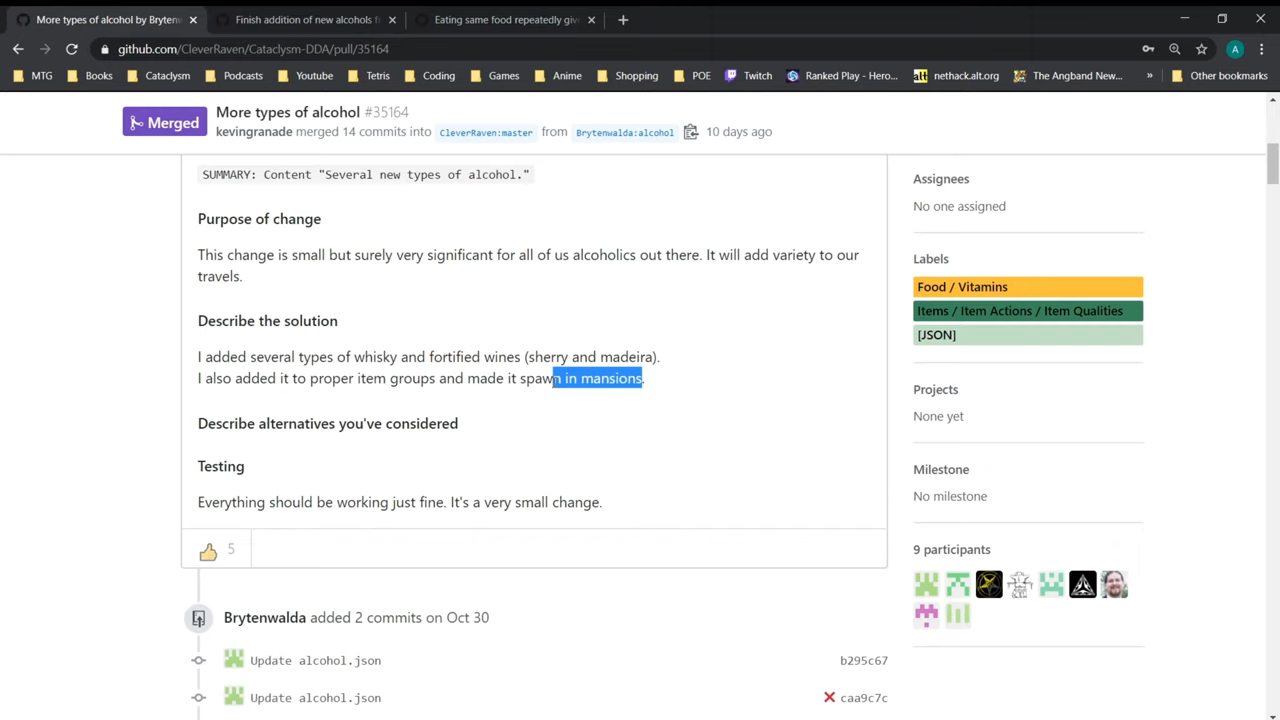 More types of alcohol by Brytenw
Finish addition of new alcohols f
Eating same food repeatedly giv
github.com/CleverRaven/Cataclysm-DDA/pull/35164
A
MTG
Books
Cataclysm
Podcasts
Youtube
Tetris
Coding
Games
Anime
Shopping
POE
Twitch
Ranked Play - Hero...
alt
nethack.alt.org
The Angband New...
»
Other bookmarks
Merged
More types of alcohol #35164
kevingranade merged 14 commits into CleverRaven:master from Brytenwalda:alcohol 10 days ago
SUMMARY: Content "Several new types of alcohol."
Purpose of change
This change is small but surely very significant for all of us alcoholics out there. It will add variety to our
travels.
Describe the solution
I added several types of whisky and fortified wines (sherry and madeira).
I also added it to proper item groups and made it spawn in mansions.
Describe alternatives you've considered
Testing
Everything should be working just fine. It's a very small change.
5
Brytenwalda added 2 commits on Oct 30
Update alcohol.json b295c67
Update alcohol.json caa9c7c
Assignees
No one assigned
Labels
Food / Vitamins
Items / Item Actions / Item Qualities
[JSON]
Projects
None yet
Milestone
No milestone
9 participants